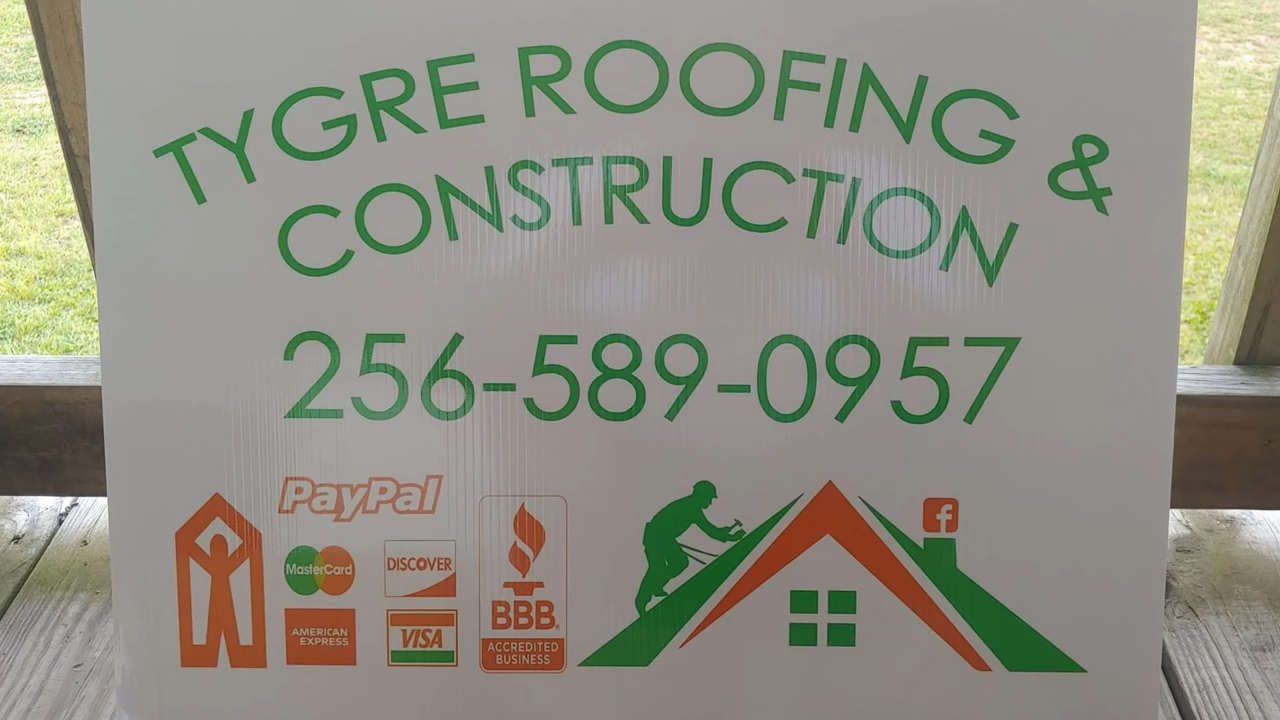 TYGRE ROOFING &
CONSTRUCTION
256-589-0957
PayPal
MasterCard
DISCOVER
AMERICAN
EXPRESS
VISA
BBB.
ACCREDITED
BUSINESS
f